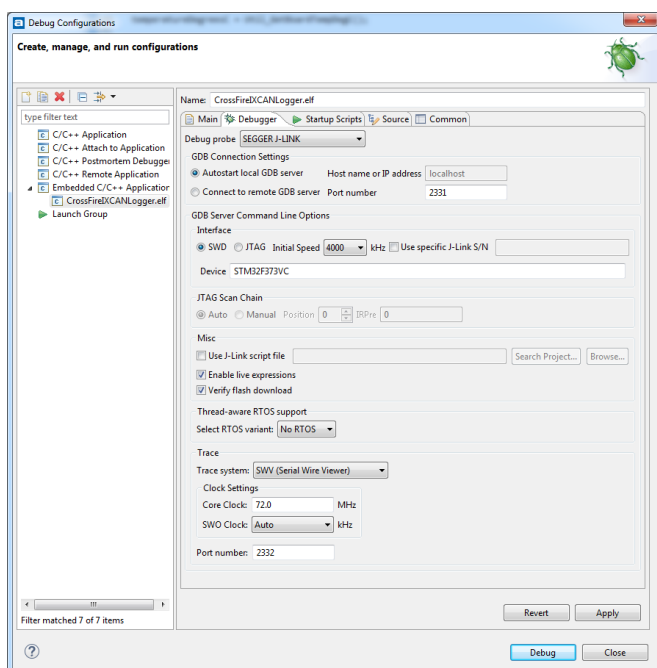 Debug Configurations
Create, manage, and run configurations
type filter text
C/C++ Application
C/C++ Attach to Application
C/C++ Postmortem Debugger
C/C++ Remote Application
Embedded C/C++ Application
CrossFireIXCANLogger.elf
Launch Group
Filter matched 7 of 7 items
Name: CrossFireIXCANLogger.elf
Main Debugger Startup Scripts Source Common
Debug probe SEGGER J-LINK
GDB Connection Settings
Autostart local GDB server Host name or IP address localhost
Connect to remote GDB server Port number 2331
GDB Server Command Line Options
Interface
SWD JTAG Initial Speed 4000 kHz Use specific J-Link S/N
Device STM32F373VC
JTAG Scan Chain
Auto Manual Position 0 IRPre 0
Misc
Use J-Link script file Search Project... Browse...
Enable live expressions
Verify flash download
Thread-aware RTOS support
Select RTOS variant: No RTOS
Trace
Trace system: SWV (Serial Wire Viewer)
Clock Settings
Core Clock: 72.0 MHz
SWO Clock: Auto kHz
Port number: 2332
Revert Apply
Debug Close